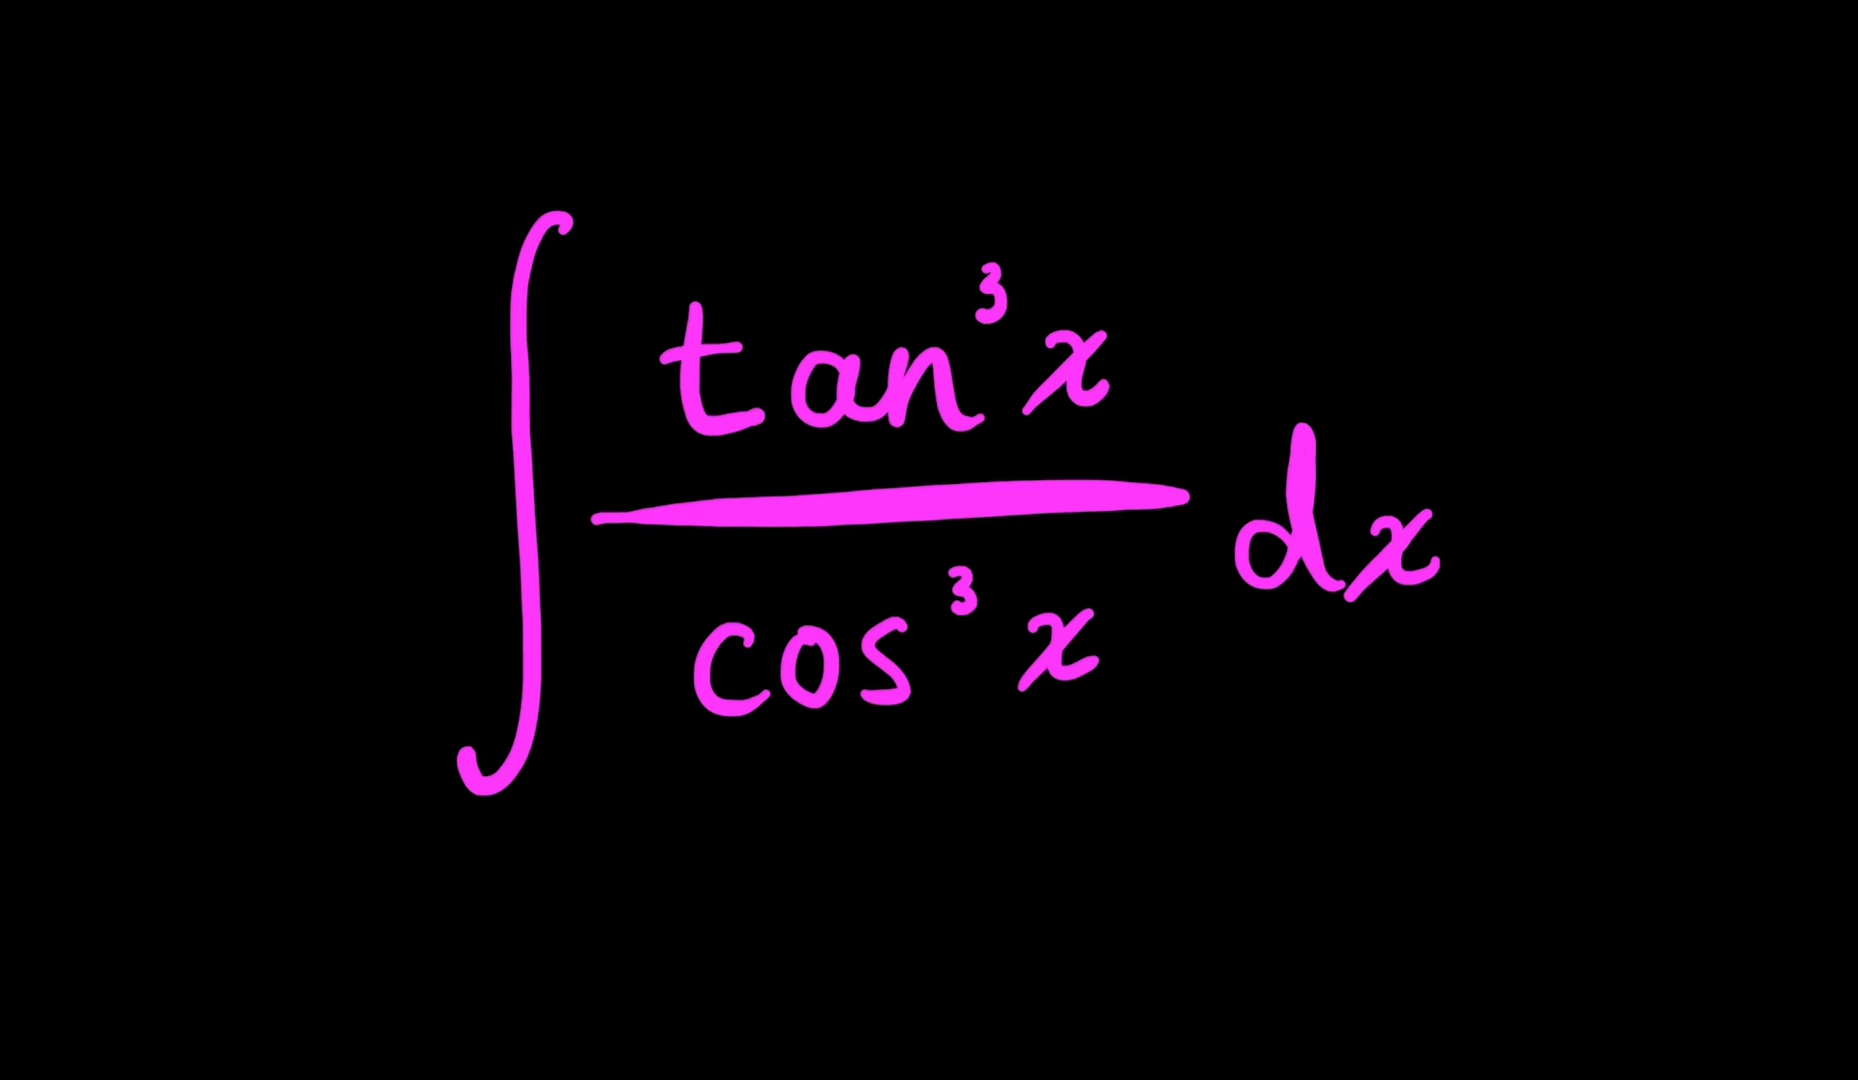 ∫ tan³x / cos³x dx